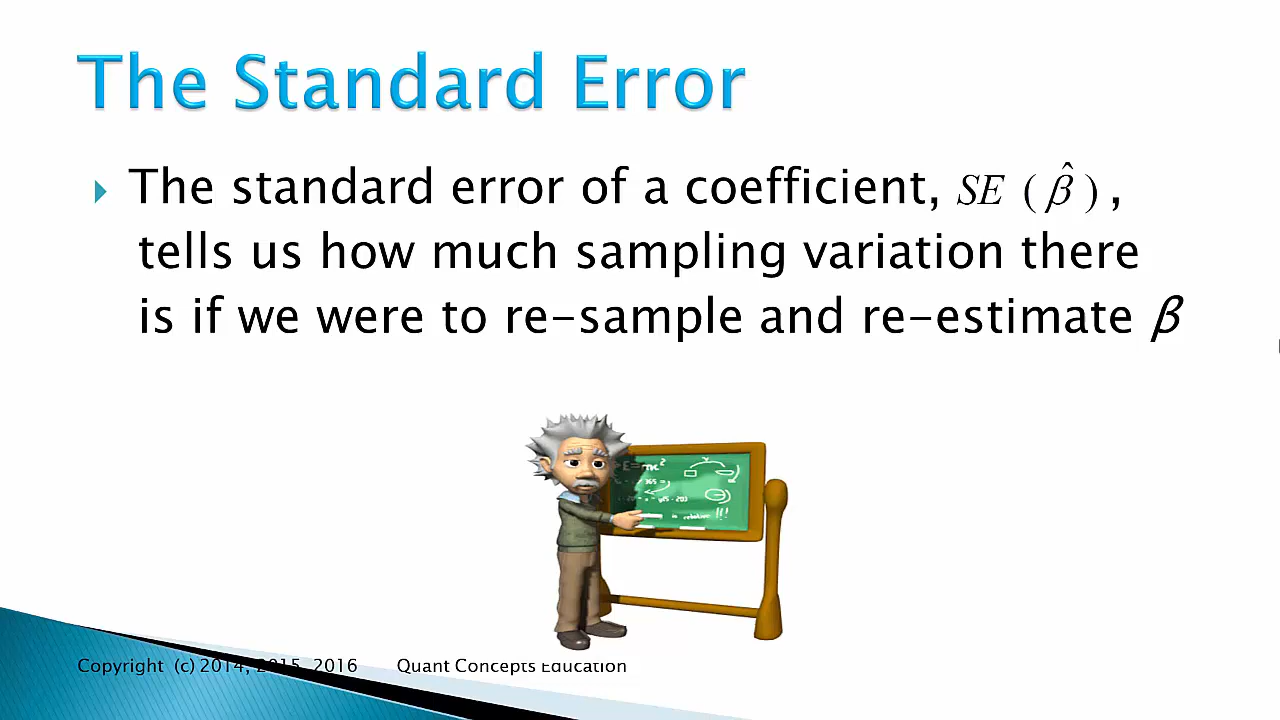 The Standard Error
The standard error of a coefficient, SE (β̂),
tells us how much sampling variation there
is if we were to re-sample and re-estimate β
E=mc²
Copyright (c) 2014, 2015, 2016 Quant Concepts Education